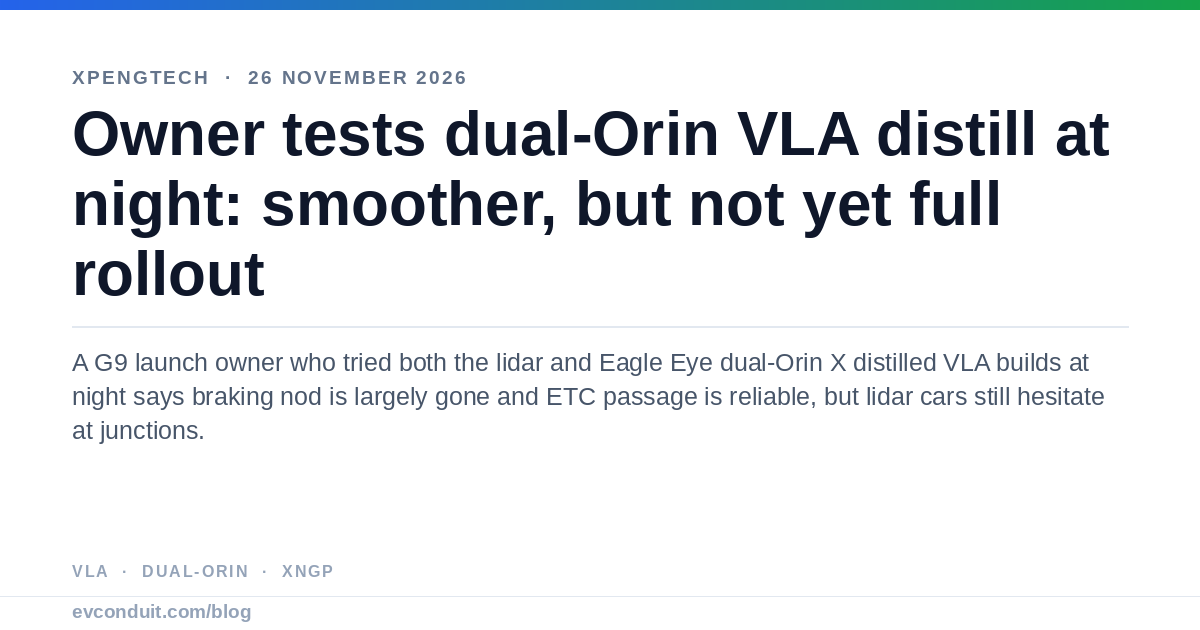 XPENGTECH · 26 NOVEMBER 2026
Owner tests dual-Orin VLA distill at
night: smoother, but not yet full
rollout
A G9 launch owner who tried both the lidar and Eagle Eye dual-Orin X distilled VLA builds at
night says braking nod is largely gone and ETC passage is reliable, but lidar cars still hesitate
at junctions.
VLA · DUAL-ORIN · XNGP
evconduit.com/blog